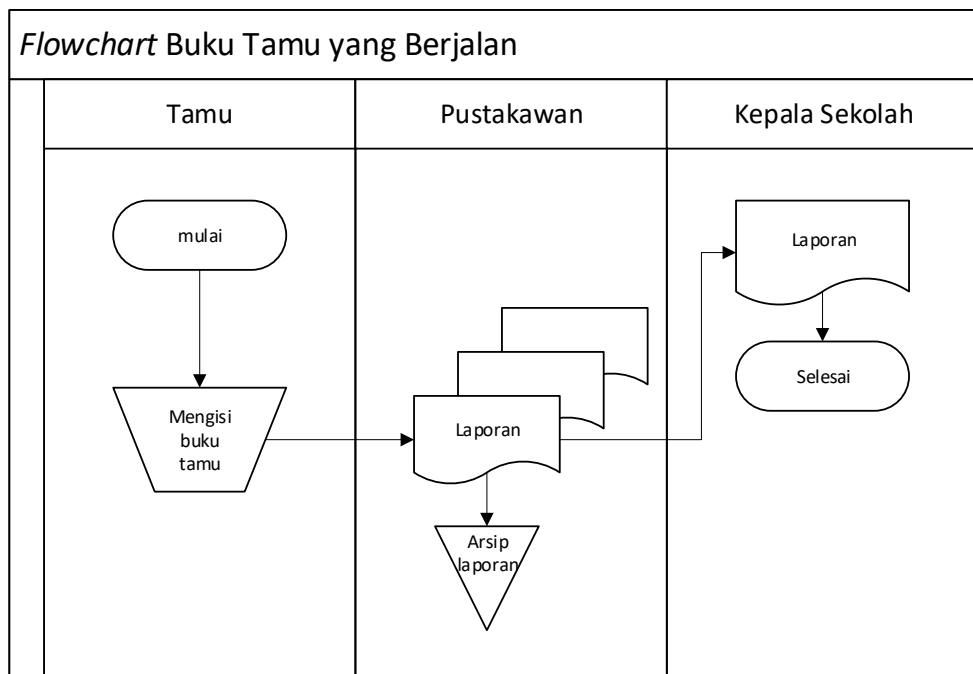 Flowchart Buku Tamu yang Berjalan
Tamu
Pustakawan
Kepala Sekolah
mulai
Mengisi
buku
tamu
Laporan
Arsip
laporan
Laporan
Selesai